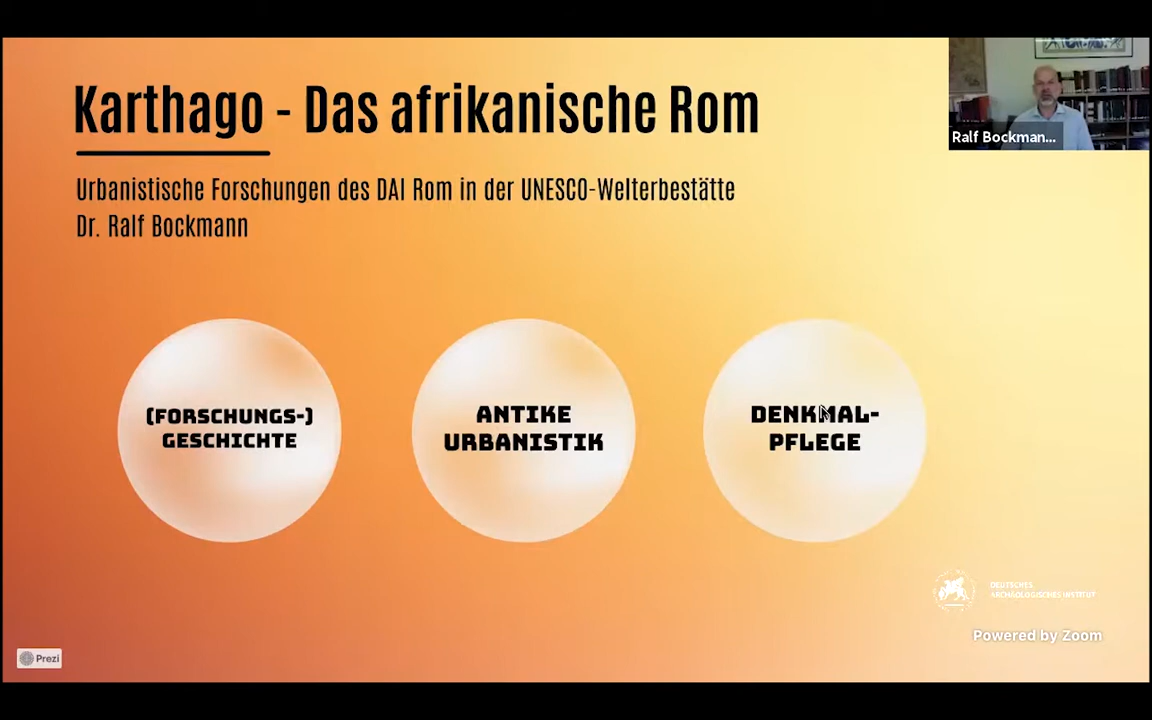 Karthago - Das afrikanische Rom
Urbanistische Forschungen des DAI Rom in der UNESCO-Welterbestätte
Dr. Ralf Bockmann
Ralf Bockman...
(FORSCHUNGS-)
GESCHICHTE
ANTIKE
URBANISTIK
DENKMAL-
PFLEGE
DEUTSCHES
ARCHÄOLOGISCHES INSTITUT
Powered by Zoom
Prezi